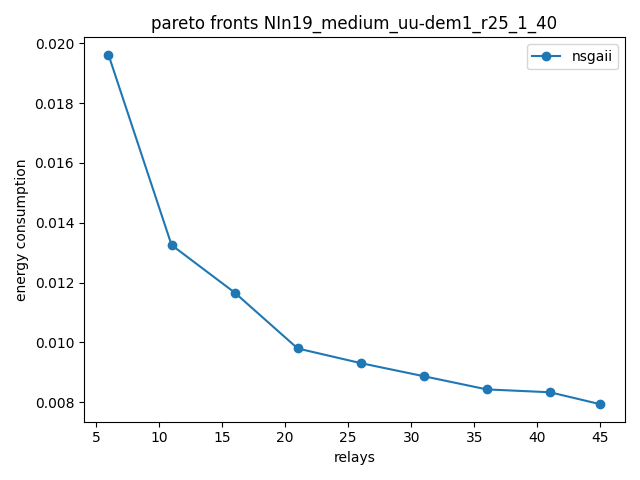 pareto fronts NIn19_medium_uu-dem1_r25_1_40
nsgaii
energy consumption
0.020
0.018
0.016
0.014
0.012
0.010
0.008
5 10 15 20 25 30 35 40 45
relays